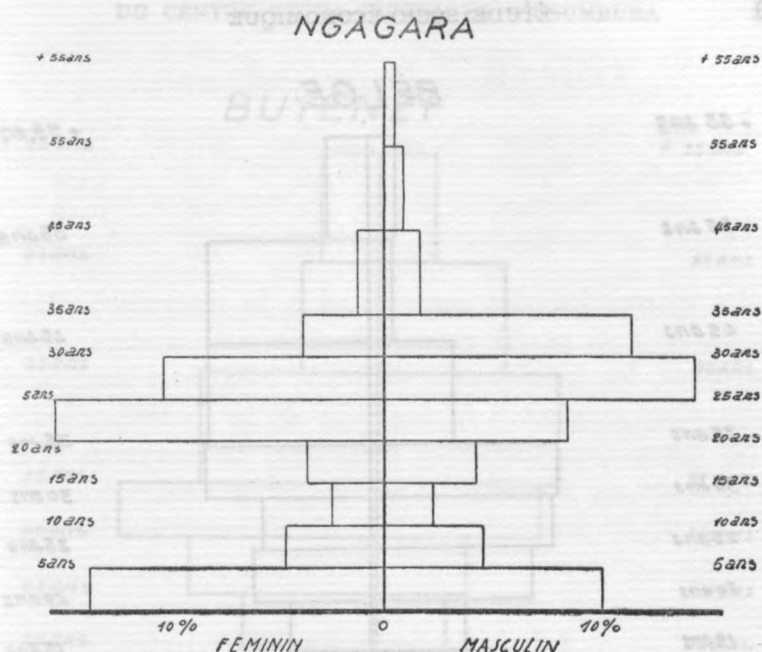 NGAGARA
+ 55ans + 55ans
55ans 55ans
45ans 45ans
35ans 35ans
30ans 30ans
5ans 25ans
20ans 20ans
15ans 15ans
10ans 10ans
5ans 5ans
10% 0 10%
FEMININ MASCULIN